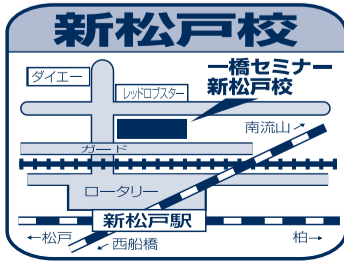 新松戸校
ダイエー
レッドロブスター
一橋セミナー
新松戸校
南流山
ガード
ロータリー
新松戸駅
←松戸
西船橋
柏→